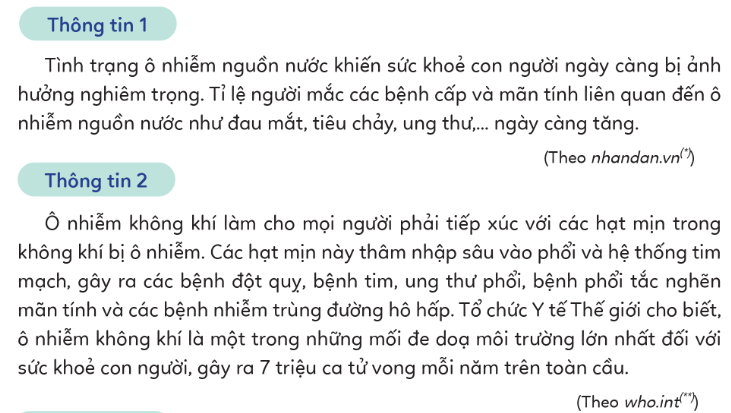 Thông tin 1
Tình trạng ô nhiễm nguồn nước khiến sức khoẻ con người ngày càng bị ảnh
hưởng nghiêm trọng. Tỉ lệ người mắc các bệnh cấp và mãn tính liên quan đến ô
nhiễm nguồn nước như đau mắt, tiêu chảy, ung thư,... ngày càng tăng.
(Theo nhandan.vn(*))
Thông tin 2
Ô nhiễm không khí làm cho mọi người phải tiếp xúc với các hạt mịn trong
không khí bị ô nhiễm. Các hạt mịn này thâm nhập sâu vào phổi và hệ thống tim
mạch, gây ra các bệnh đột quỵ, bệnh tim, ung thư phổi, bệnh phổi tắc nghẽn
mãn tính và các bệnh nhiễm trùng đường hô hấp. Tổ chức Y tế Thế giới cho biết,
ô nhiễm không khí là một trong những mối đe doạ môi trường lớn nhất đối với
sức khoẻ con người, gây ra 7 triệu ca tử vong mỗi năm trên toàn cầu.
(Theo who.int(**))